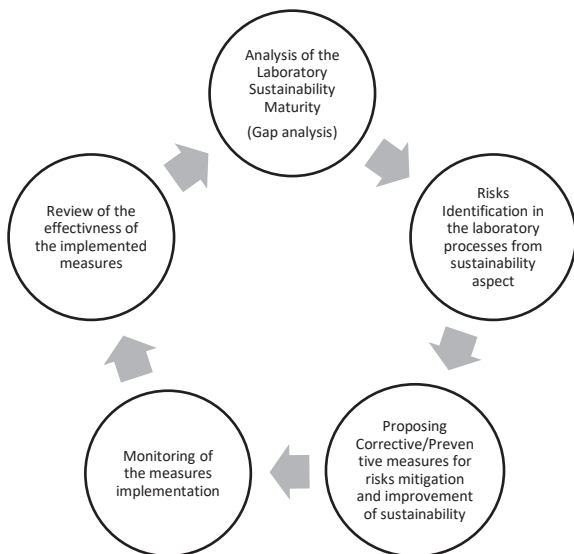 Analysis of the
Laboratory
Sustainability
Maturity
(Gap analysis)
Risks
Identification in
the laboratory
processes from
sustainability
aspect
Proposing
Corrective/Preven
tive measures for
risks mitigation
and improvement
of sustainability
Monitoring of
the measures
implementation
Review of the
effectivness of
the implemented
measures